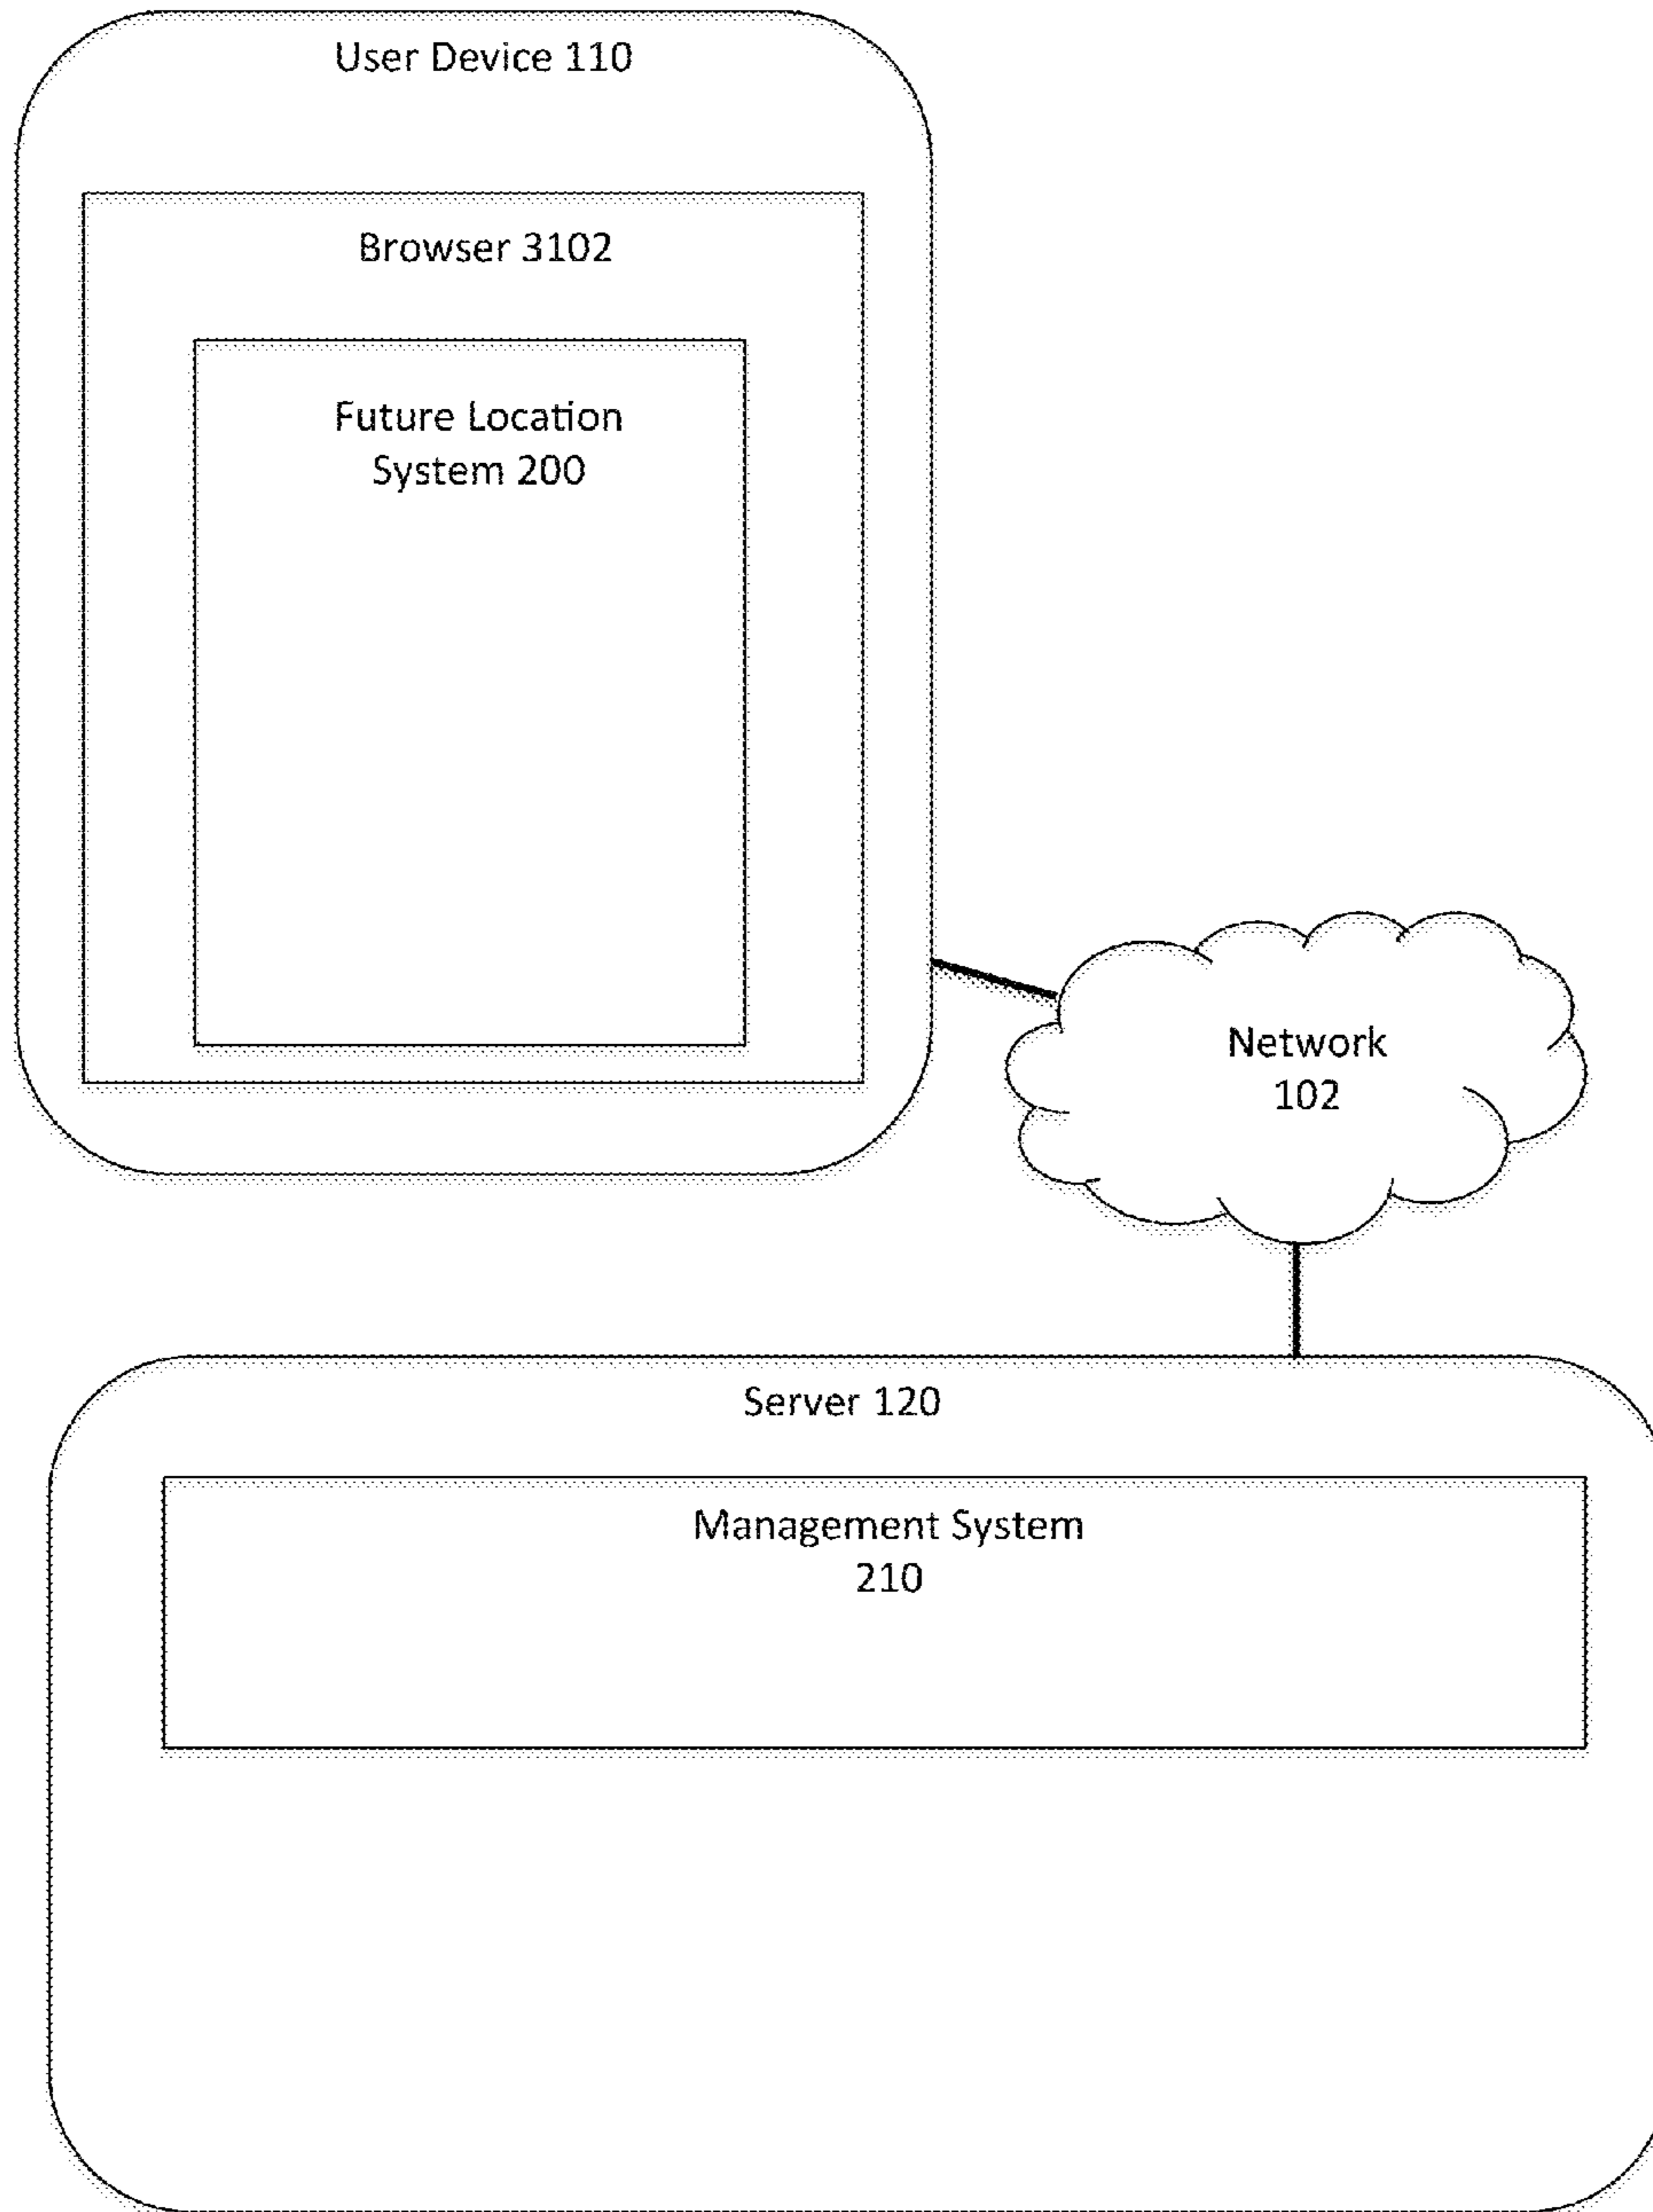 User Device 110
Browser 3102
Future Location
System 200
Network
102
Server 120
Management System
210